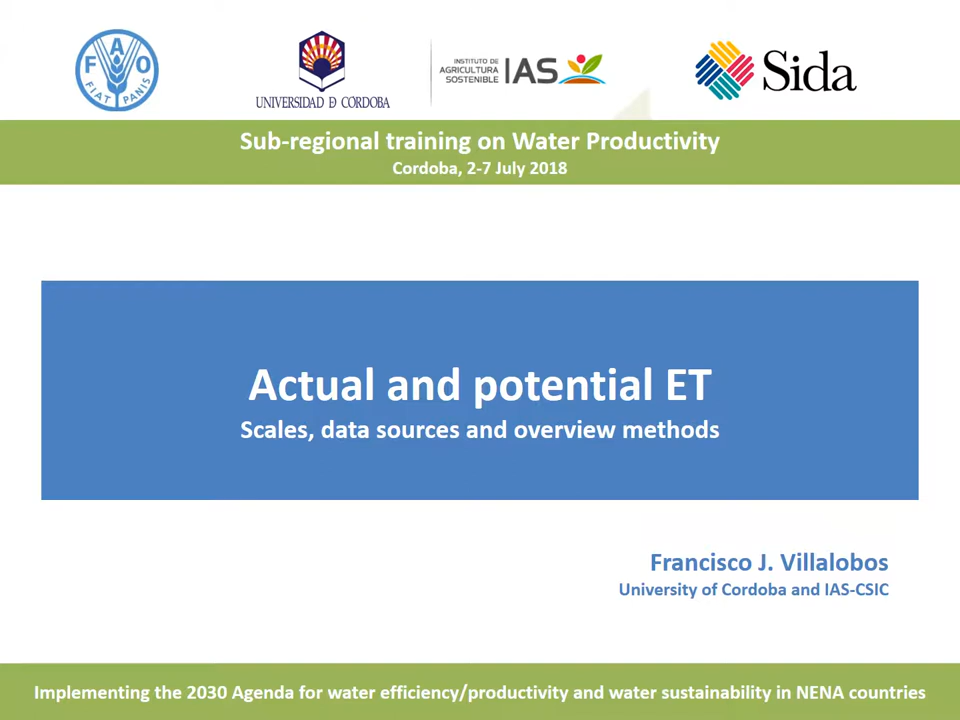 F A O
FIAT PANIS
UNIVERSIDAD Ð CORDOBA
INSTITUTO DE
AGRICULTURA
SOSTENIBLE
IAS
Sida
Sub-regional training on Water Productivity
Cordoba, 2-7 July 2018
Actual and potential ET
Scales, data sources and overview methods
Francisco J. Villalobos
University of Cordoba and IAS-CSIC
Implementing the 2030 Agenda for water efficiency/productivity and water sustainability in NENA countries